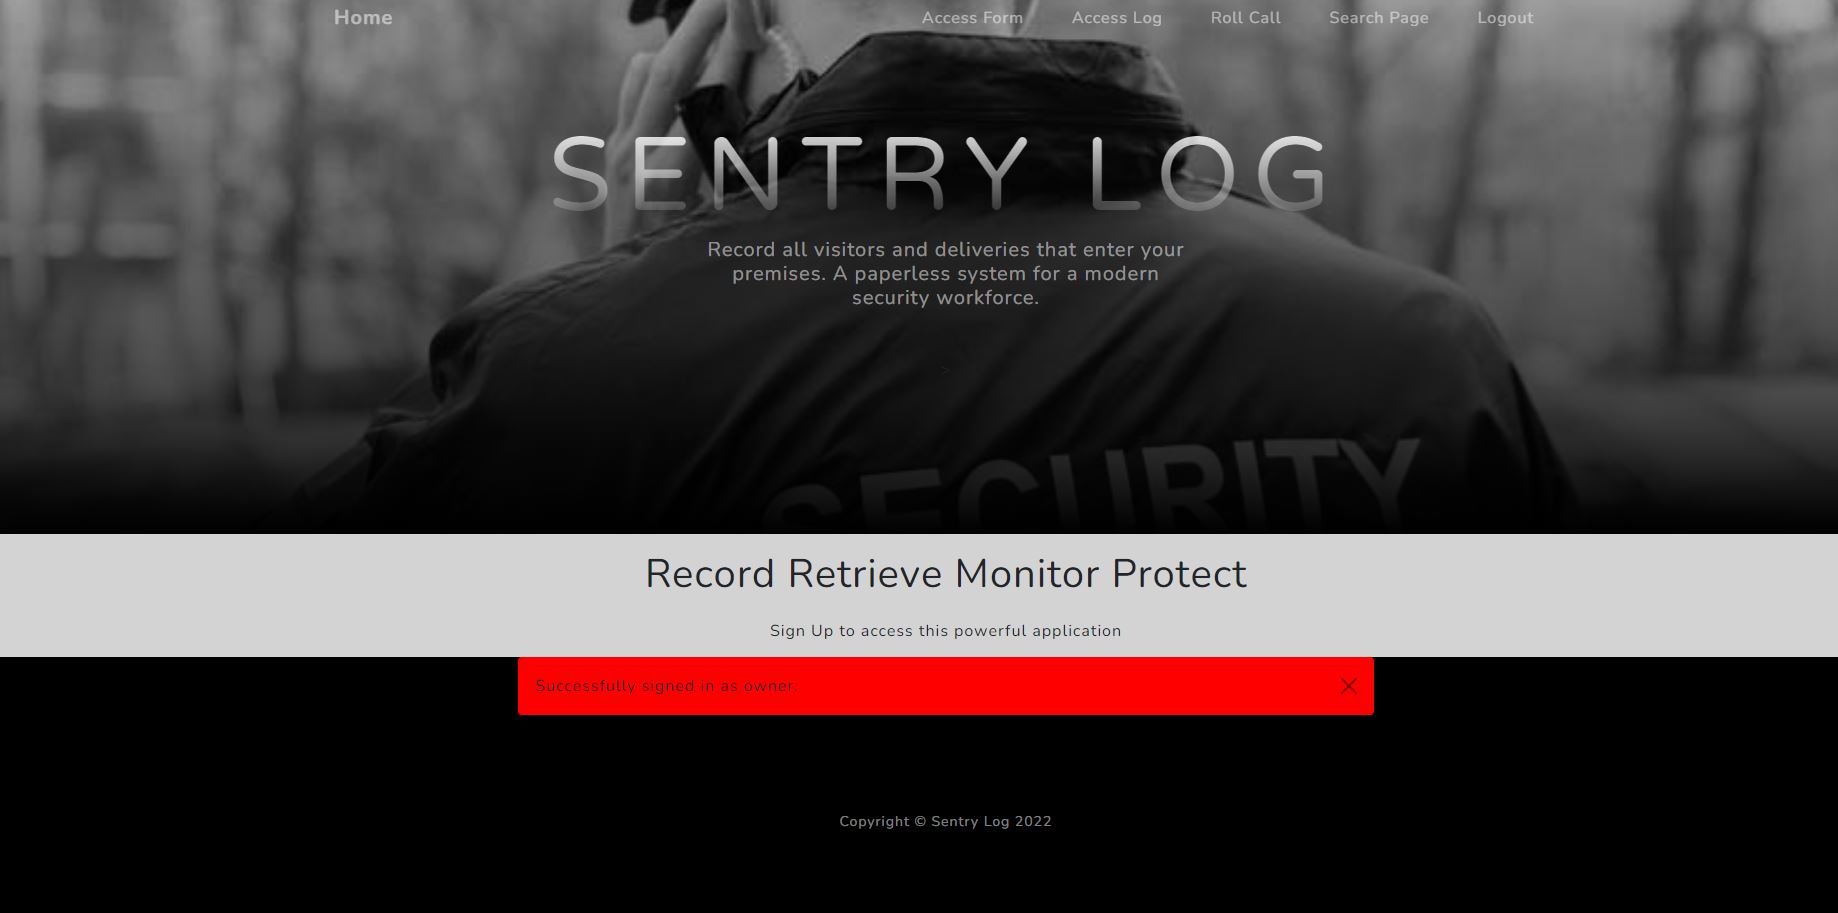 Home
Access Form
Access Log
Roll Call
Search Page
Logout
SENTRY LOG
Record all visitors and deliveries that enter your
premises. A paperless system for a modern
security workforce.
>
SECURITY
Record Retrieve Monitor Protect
Sign Up to access this powerful application
Successfully signed in as owner.
Copyright © Sentry Log 2022